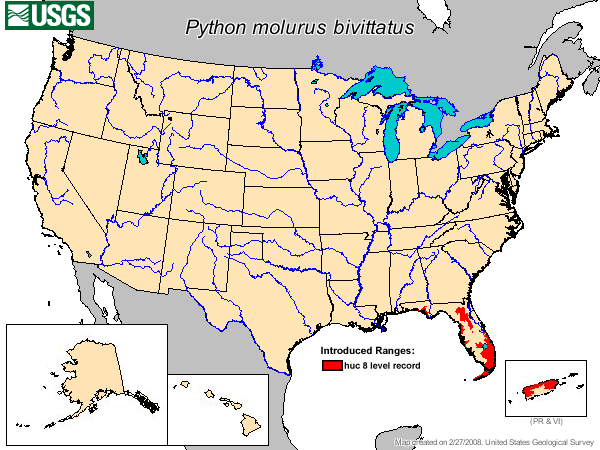 USGS
Python molurus bivittatus
Introduced Ranges:
huc 8 level record
(PR & VI)
Map created on 2/27/2008. United States Geological Survey